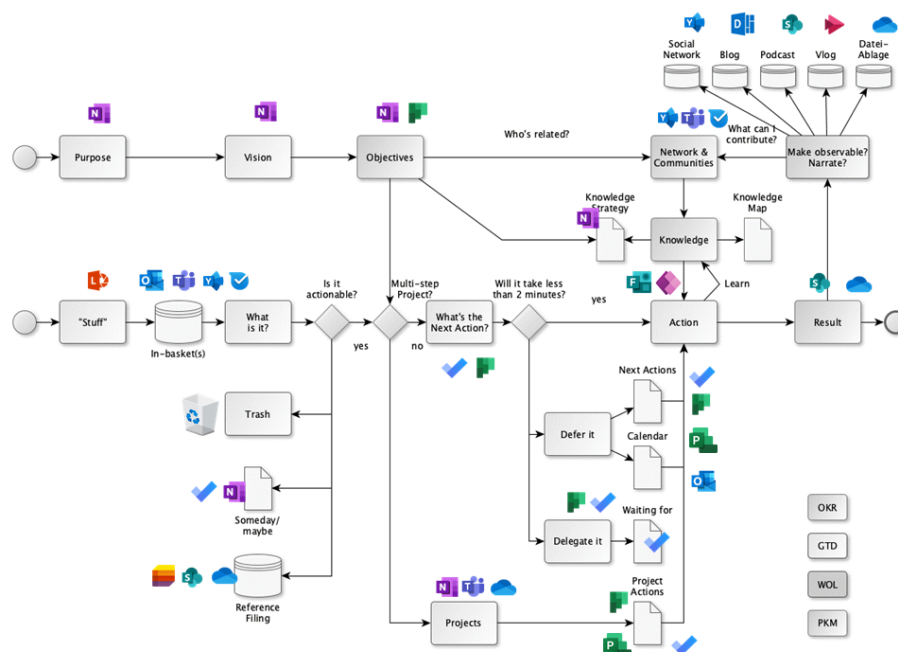 Social
Network
Blog
Podcast
Vlog
Datei-
Ablage
Purpose
Vision
Objectives
Who's related?
Network &
Communities
What can I
contribute?
Make observable?
Narrate?
Knowledge
Strategy
Knowledge
Knowledge
Map
"Stuff"
In-basket(s)
What
is it?
Is it
actionable?
yes
Multi-step
Project?
no
What's the
Next Action?
Will it take less
than 2 minutes?
yes
Action
Learn
Result
Trash
Someday/
maybe
Reference
Filing
Defer it
Next Actions
Calendar
Delegate it
Waiting for
Projects
Project
Actions
OKR
GTD
WOL
PKM